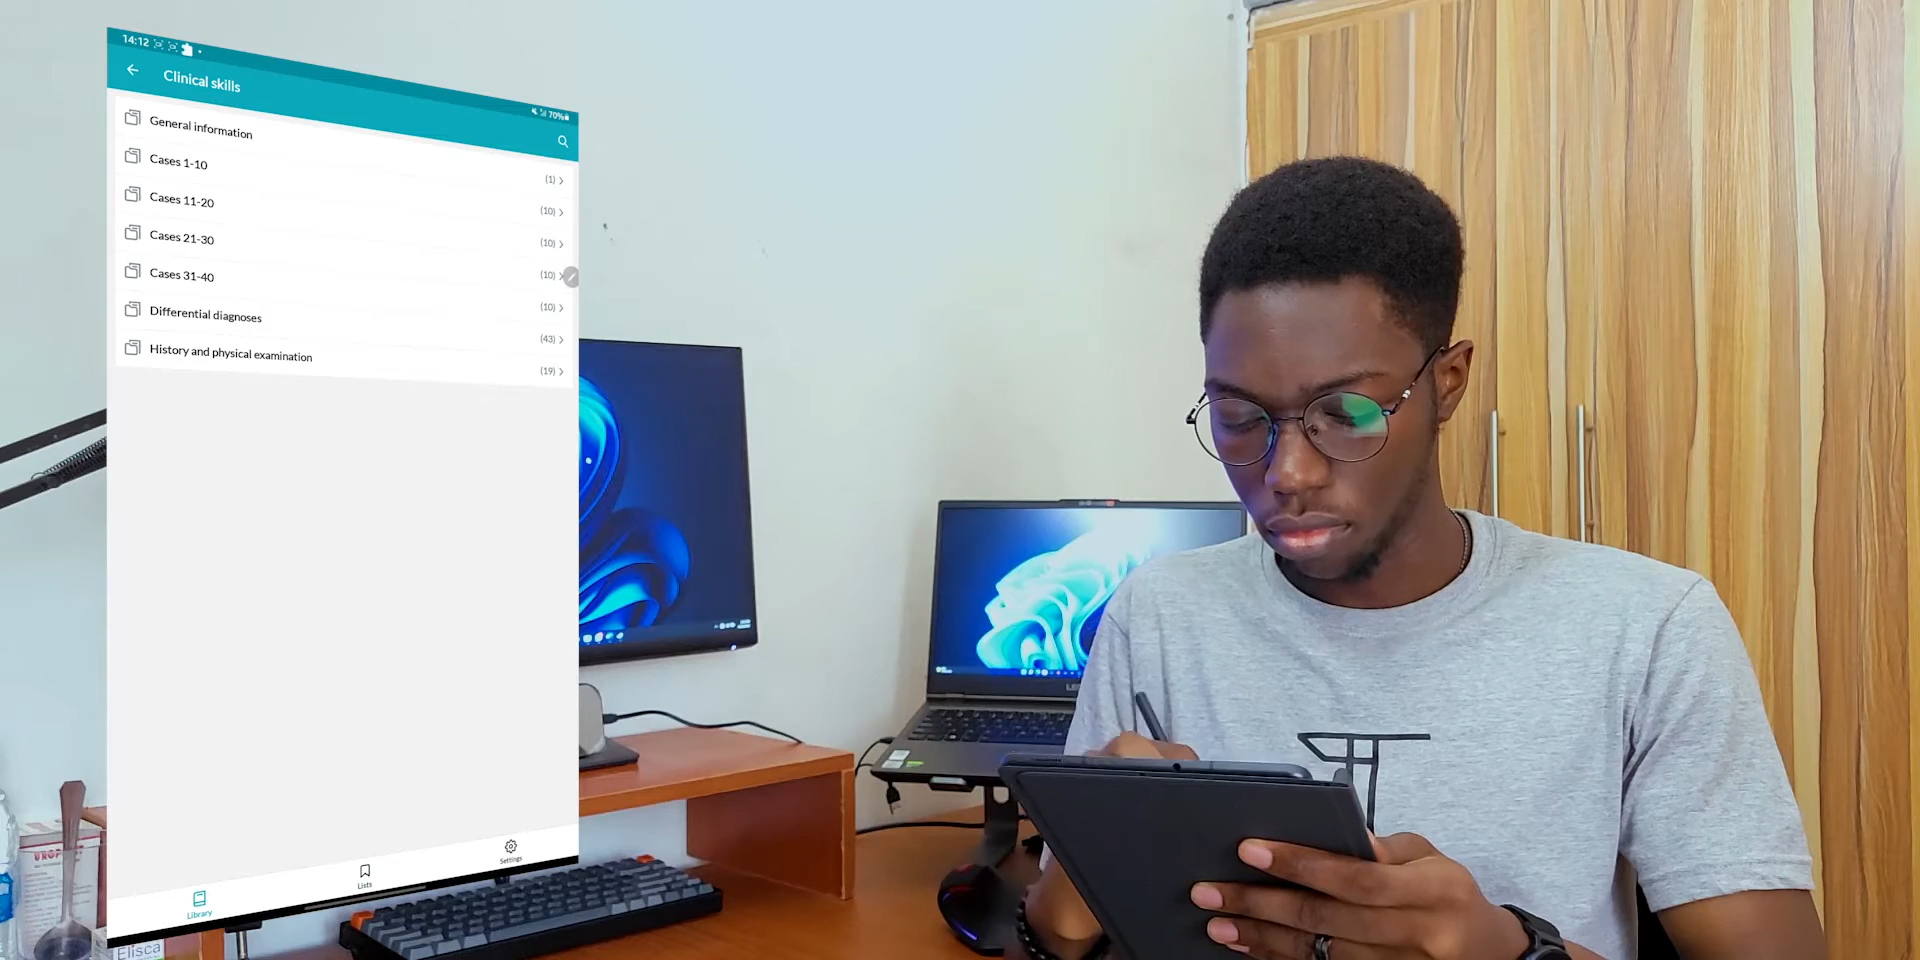 14:12
70%
Clinical skills
General information
(1)
Cases 1-10
(10)
Cases 11-20
(10)
Cases 21-30
(10)
Cases 31-40
(10)
Differential diagnoses
(43)
History and physical examination
(19)
Library
Lists
Settings
Elisca